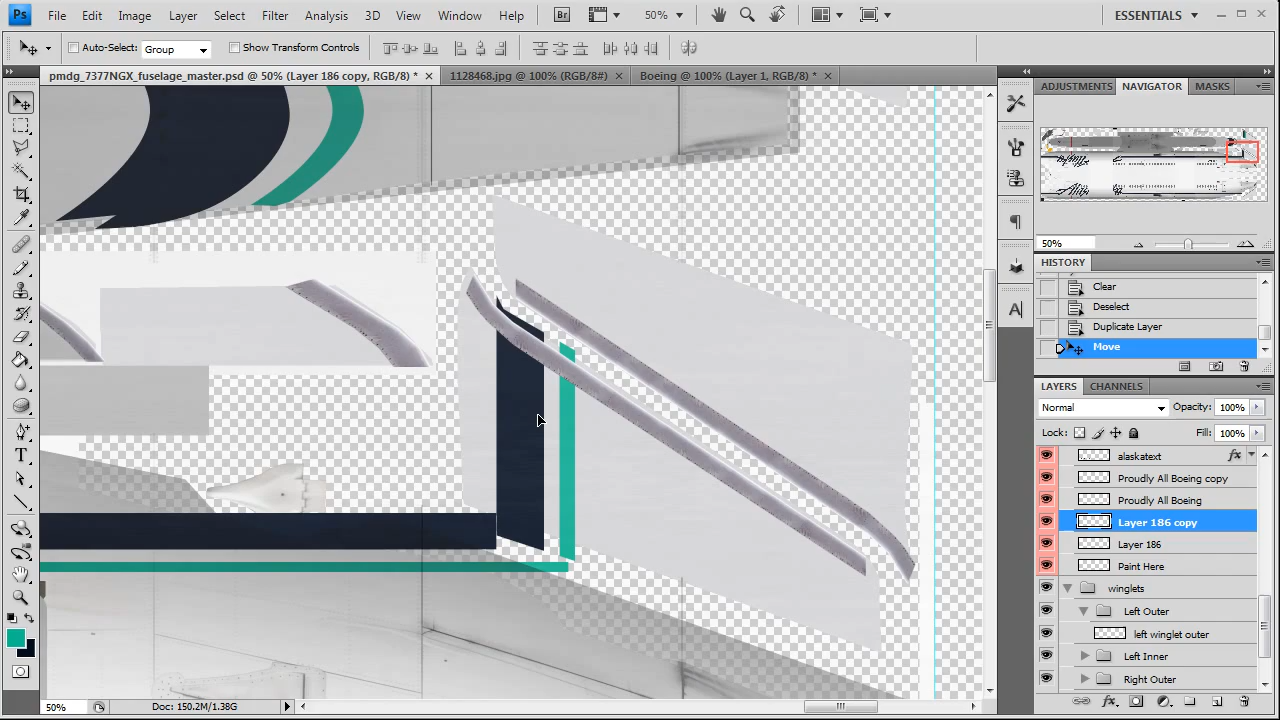 Ps File Edit Image Layer Select Filter Analysis 3D View Window Help Br 50% ESSENTIALS
Auto-Select: Group Show Transform Controls
pmdg_7377NGX_fuselage_master.psd @ 50% (Layer 186 copy, RGB/8) * 1128468.jpg @ 100% (RGB/8#) Boeing @ 100% (Layer 1, RGB/8) *
ADJUSTMENTS NAVIGATOR MASKS
50%
HISTORY
Clear
Deselect
Duplicate Layer
Move
LAYERS CHANNELS
Normal Opacity: 100%
Lock: Fill: 100%
alaskatext fx
Proudly All Boeing copy
Proudly All Boeing
Layer 186 copy
Layer 186
Paint Here
winglets
Left Outer
left winglet outer
Left Inner
Right Outer
50% Doc: 150.2M/1.38G